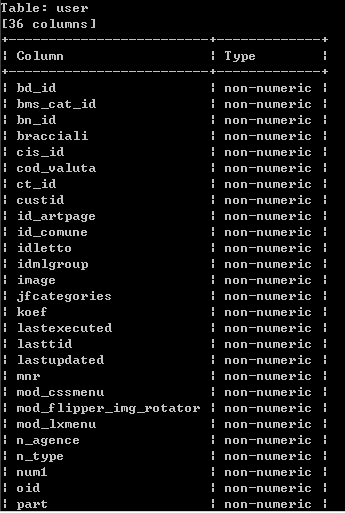 Table: user
[36 columns]
+-------------------------+-------------+
¦ Column                  ¦ Type        ¦
+-------------------------+-------------+
¦ bd_id                   ¦ non-numeric ¦
¦ bms_cat_id              ¦ non-numeric ¦
¦ bn_id                   ¦ non-numeric ¦
¦ bracciali               ¦ non-numeric ¦
¦ cis_id                  ¦ non-numeric ¦
¦ cod_valuta              ¦ non-numeric ¦
¦ ct_id                   ¦ non-numeric ¦
¦ custid                  ¦ non-numeric ¦
¦ id_artpage              ¦ non-numeric ¦
¦ id_comune               ¦ non-numeric ¦
¦ idletto                 ¦ non-numeric ¦
¦ idmlgroup               ¦ non-numeric ¦
¦ image                   ¦ non-numeric ¦
¦ jfcategories            ¦ non-numeric ¦
¦ koef                    ¦ non-numeric ¦
¦ lastexecuted            ¦ non-numeric ¦
¦ lasttid                 ¦ non-numeric ¦
¦ lastupdated             ¦ non-numeric ¦
¦ mnr                     ¦ non-numeric ¦
¦ mod_cssmenu             ¦ non-numeric ¦
¦ mod_flipper_img_rotator ¦ non-numeric ¦
¦ mod_lxmenu              ¦ non-numeric ¦
¦ n_agence                ¦ non-numeric ¦
¦ n_type                  ¦ non-numeric ¦
¦ num1                    ¦ non-numeric ¦
¦ oid                     ¦ non-numeric ¦
¦ part                    ¦ non-numeric ¦